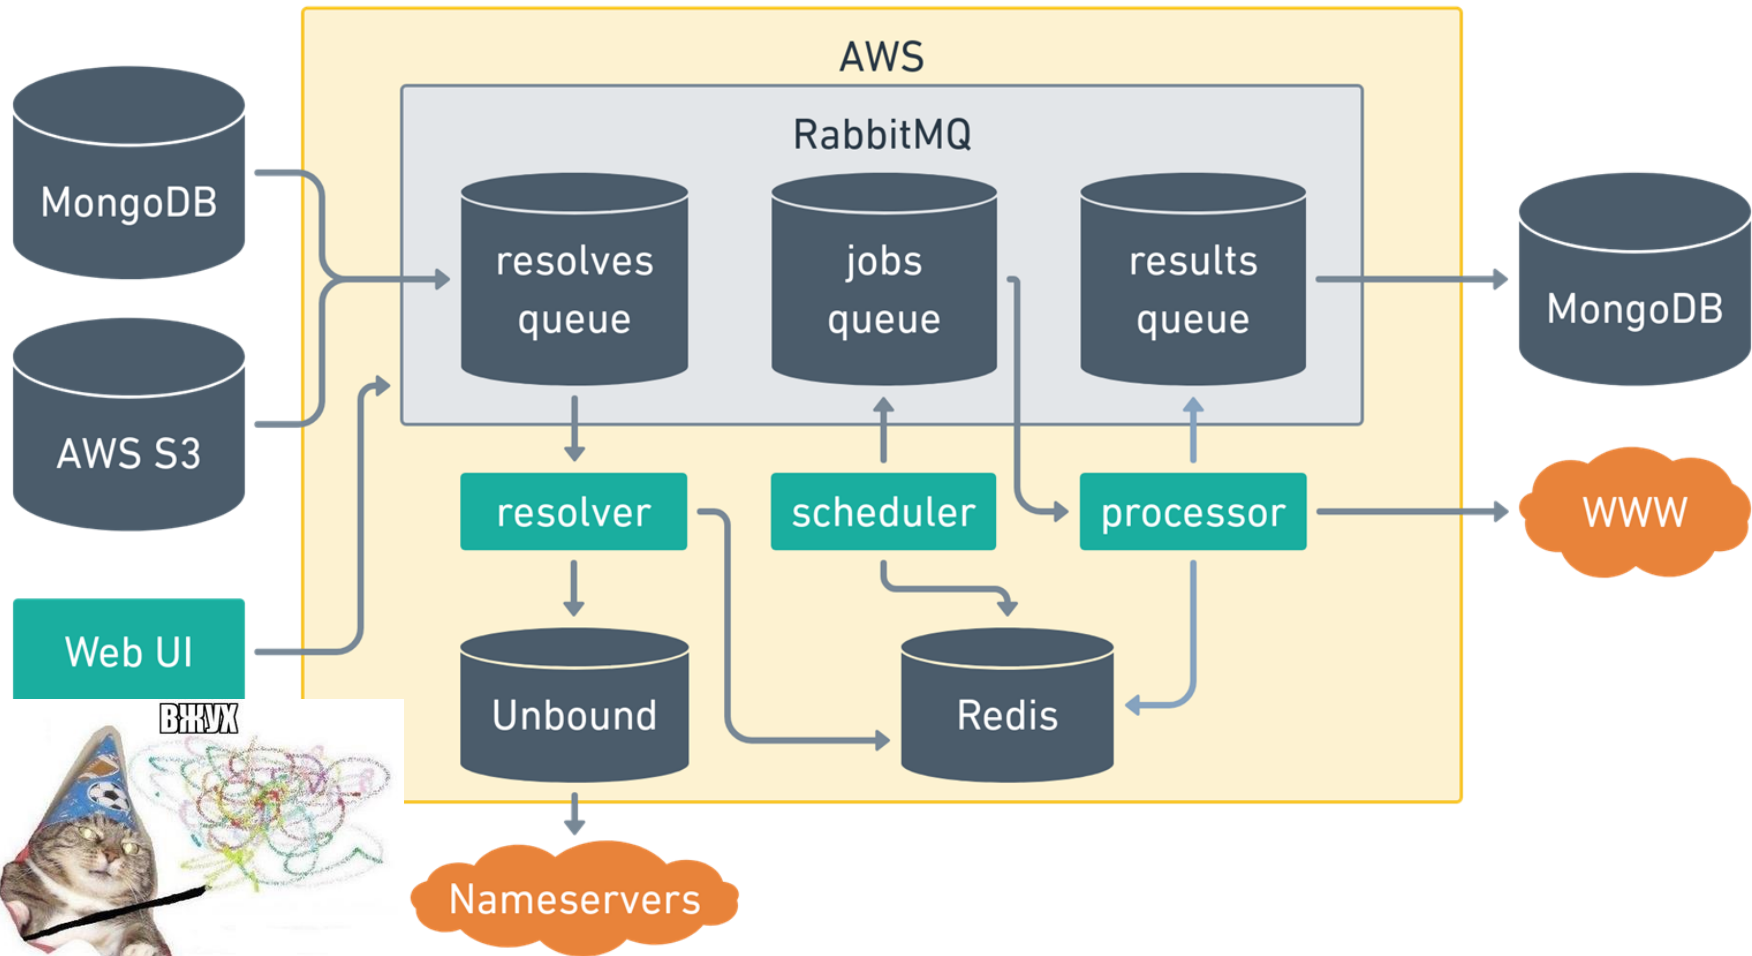 AWS
RabbitMQ
MongoDB
resolves
queue
jobs
queue
results
queue
MongoDB
AWS S3
resolver
scheduler
processor
WWW
Web UI
Unbound
Redis
ВЖУХ
Nameservers